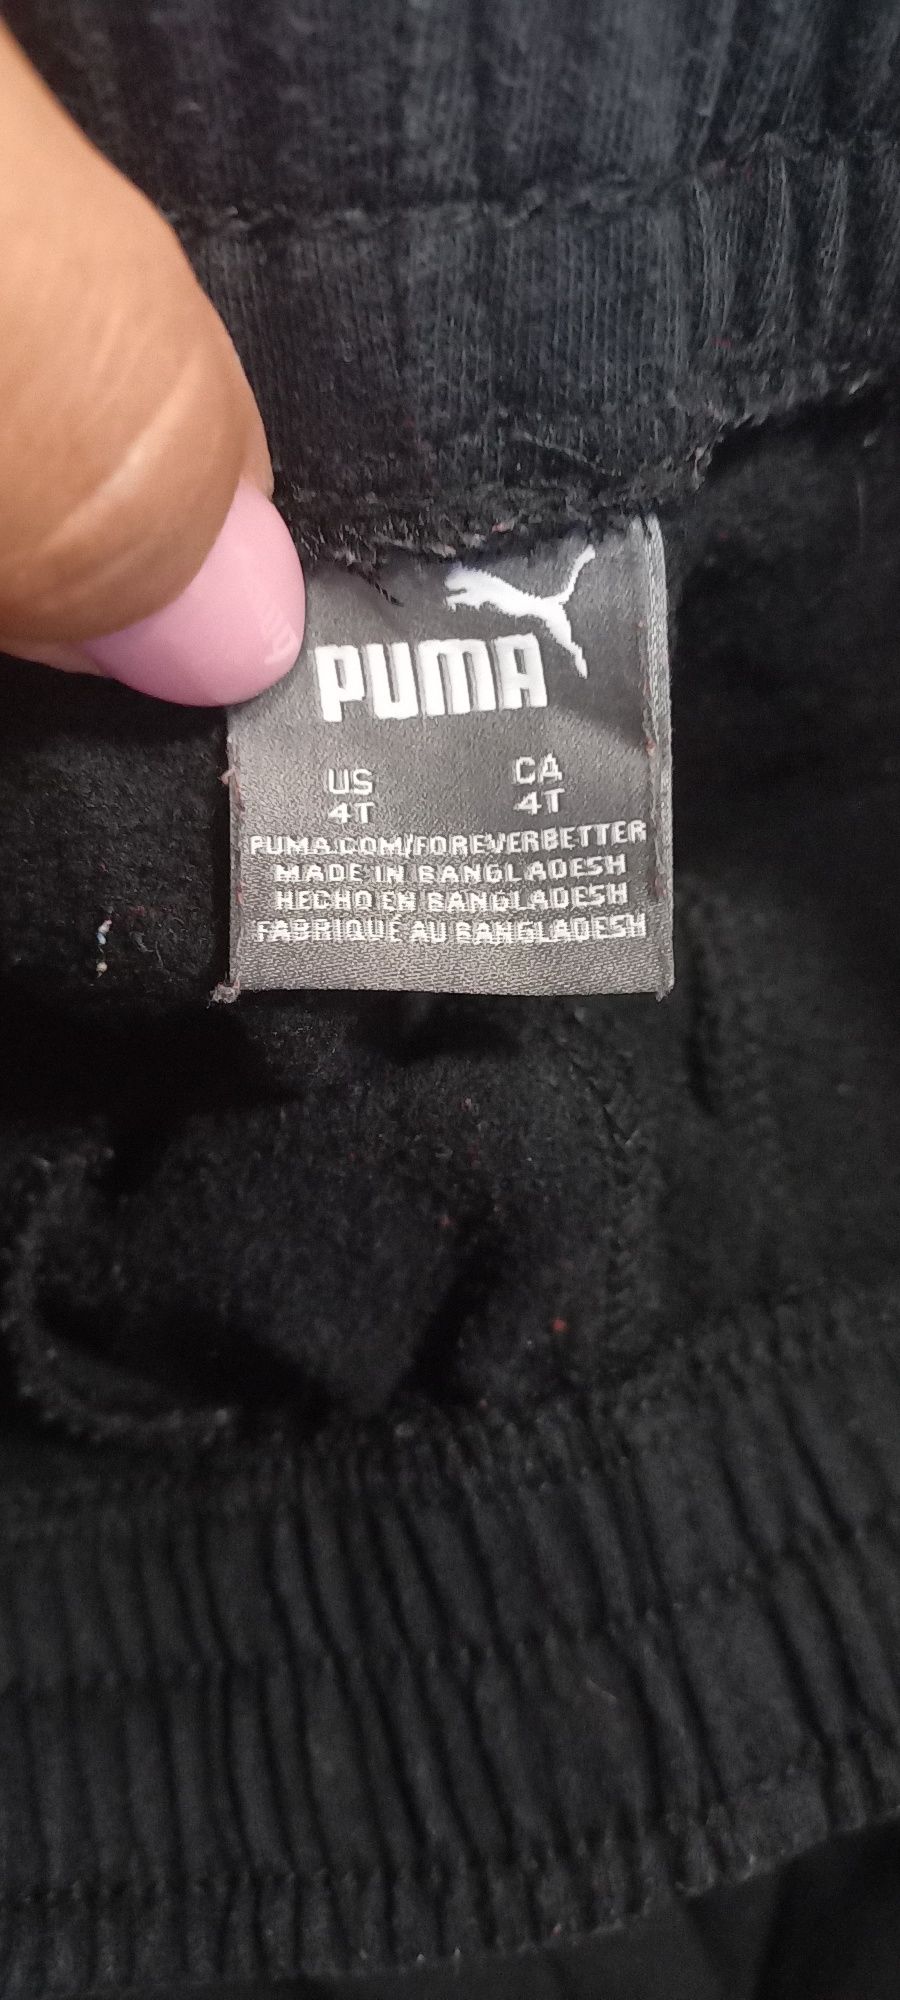 PUMA
US CA
4T 4T
PUMA.COM/FOREVERBETTER
MADE IN BANGLADESH
HECHO EN BANGLADESH
FABRIQUÉ AU BANGLADESH